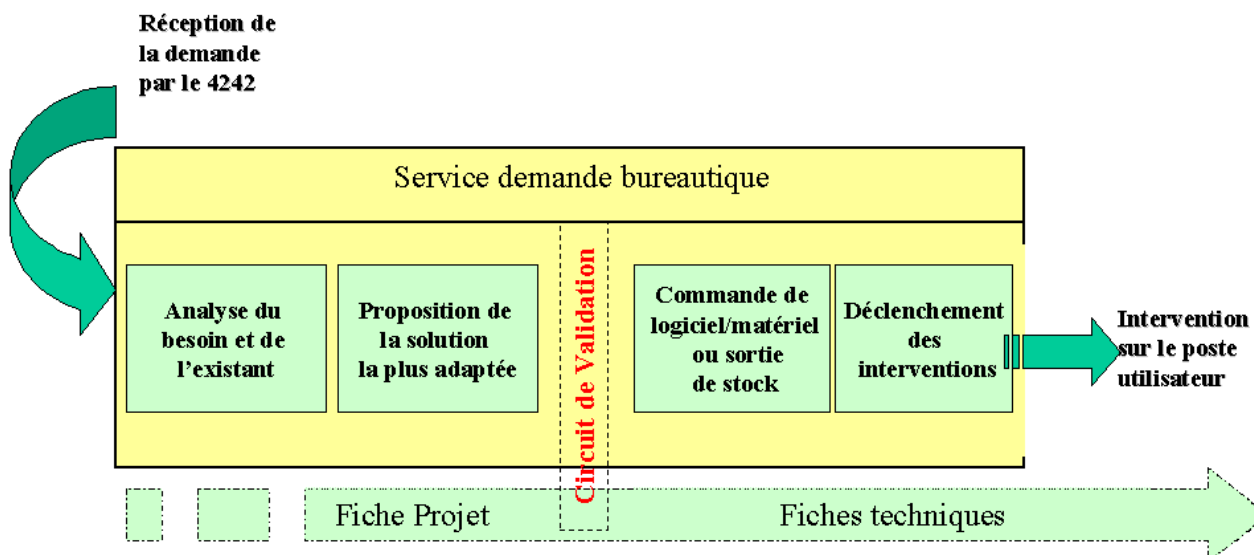 Réception de
la demande
par le 4242
Service demande bureautique
Analyse du
besoin et de
l'existant
Proposition de
la solution
la plus adaptée
Circuit de Validation
Commande de
logiciel/matériel
ou sortie
de stock
Déclenchement
des
interventions
Intervention
sur le poste
utilisateur
Fiche Projet
Fiches techniques